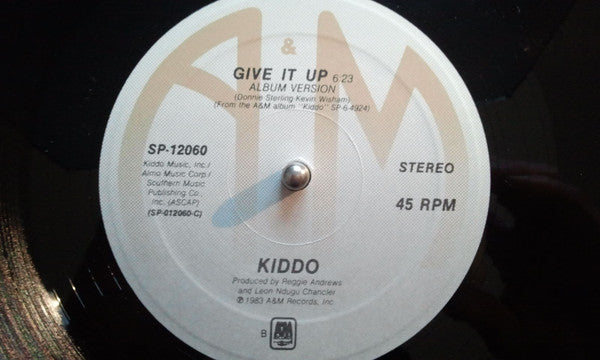 A&M
GIVE IT UP 6:23
ALBUM VERSION
(Donnie Sterling-Kevin Wisham)
(From the A&M album "Kiddo" SP-6-4924)
SP-12060
Kiddo Music, Inc./
Almo Music Corp./
Southern Music
Publishing Co.,
Inc. (ASCAP)
(SP-012060-C)
STEREO
45 RPM
KIDDO
Produced by Reggie Andrews
and Leon Ndugu Chancler
℗ 1983 A&M Records, Inc.
B
A&M